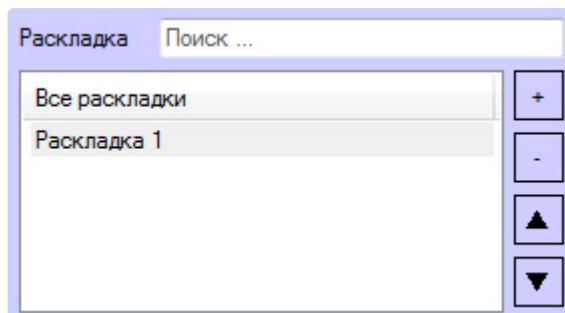 Раскладка Поиск ...
Все раскладки +
Раскладка 1
-
▲
▼